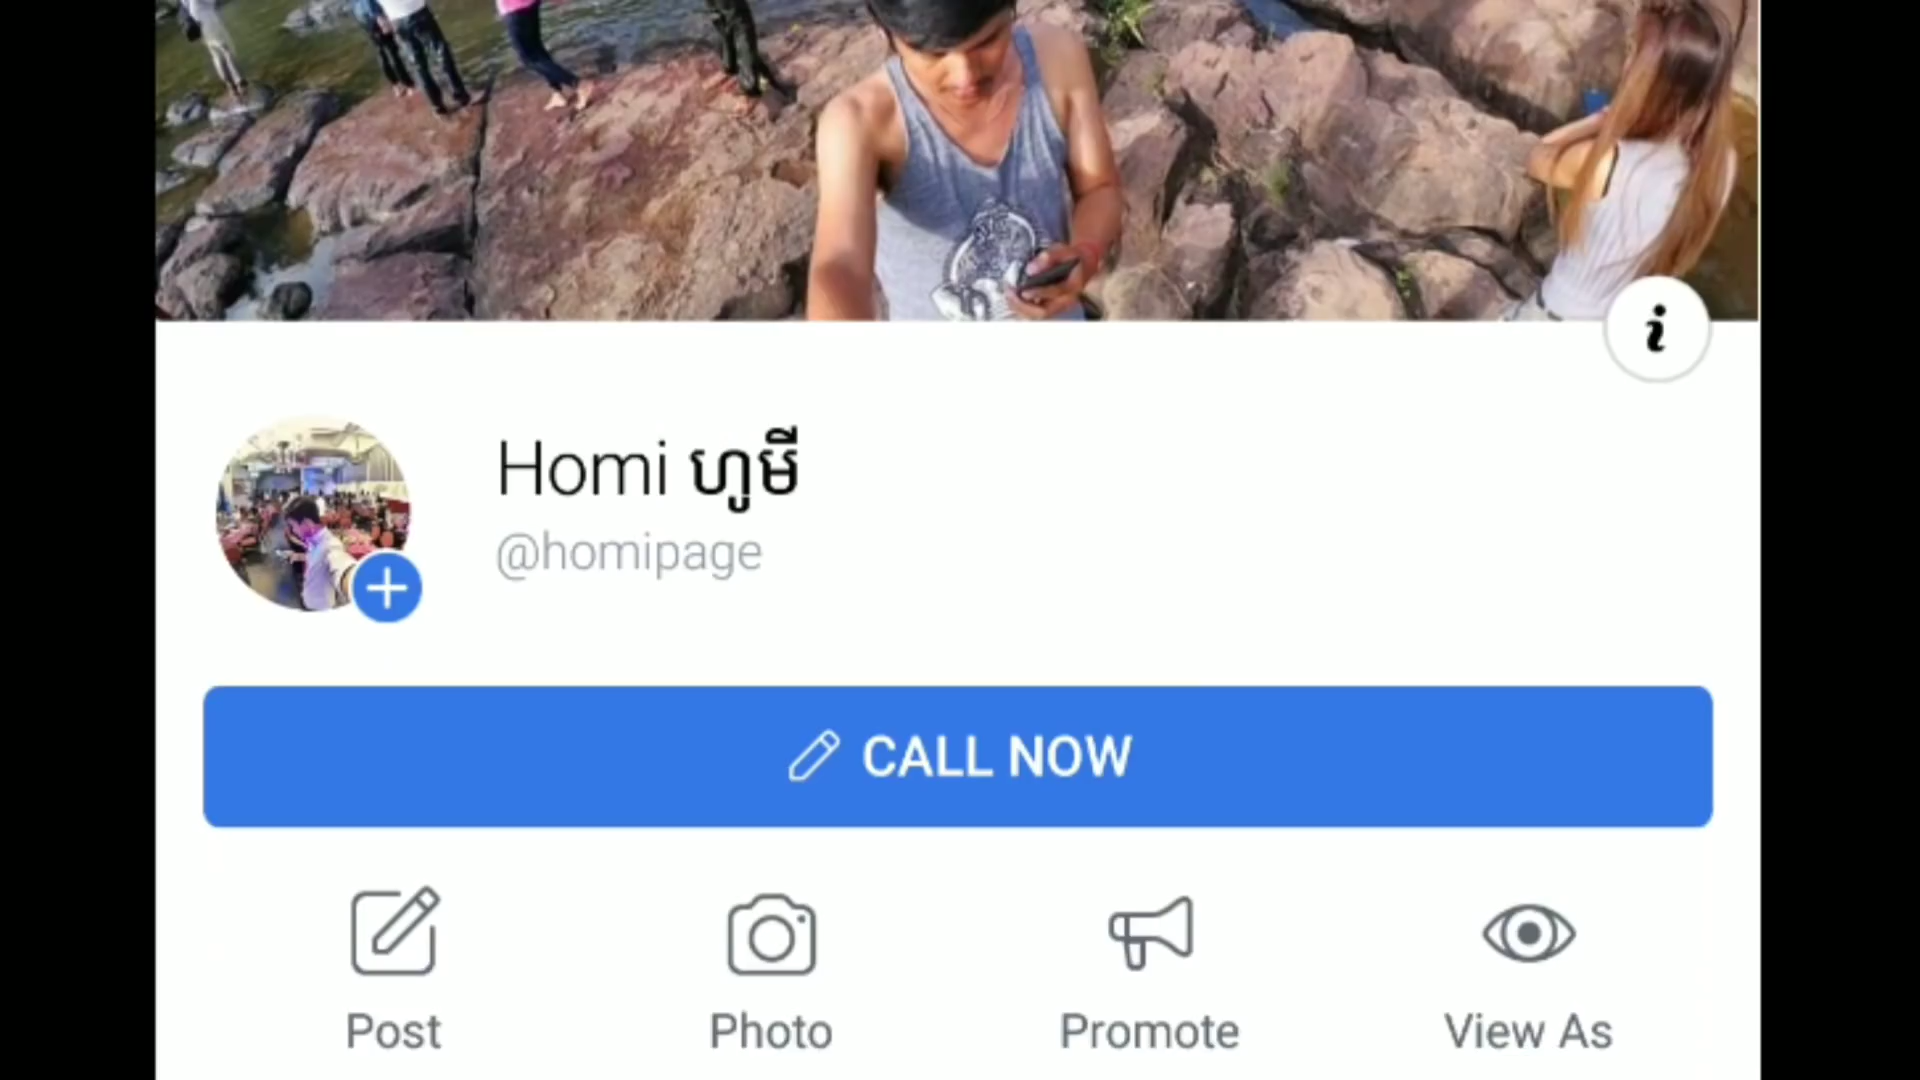 Homi ហូមី
@homipage
CALL NOW
Post
Photo
Promote
View As